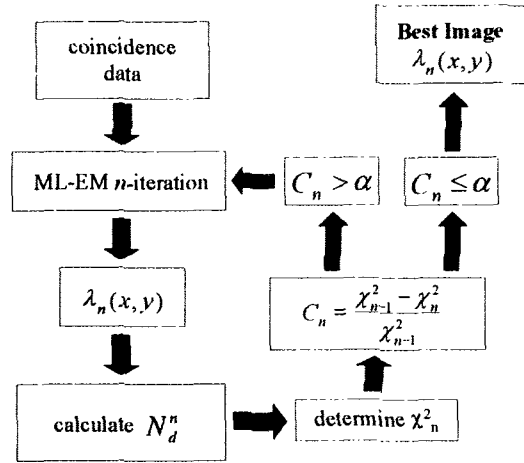 coincidence
data
ML-EM n-iteration
λₙ(x, y)
calculate N_d^n
determine χ²ₙ
Cₙ = (χ²ₙ₋₁ − χ²ₙ) / χ²ₙ₋₁
Cₙ > α
Cₙ ≤ α
Best Image
λₙ(x, y)